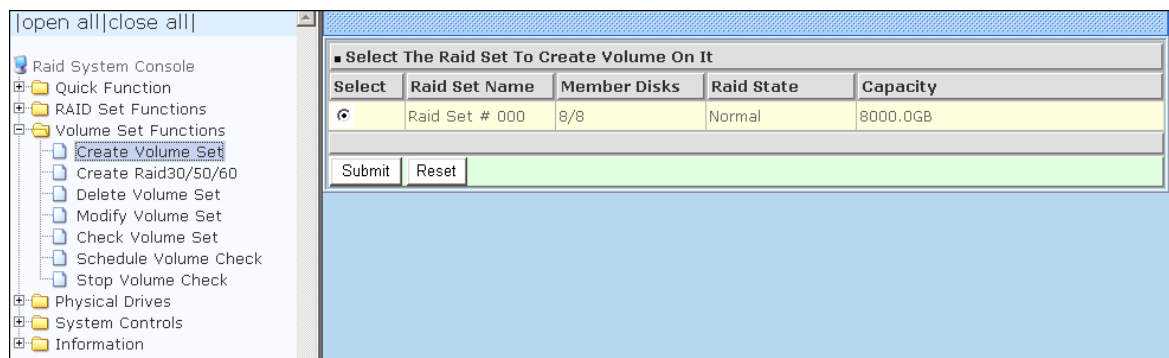 |open all|close all|
Raid System Console
Quick Function
RAID Set Functions
Volume Set Functions
Create Volume Set
Create Raid30/50/60
Delete Volume Set
Modify Volume Set
Check Volume Set
Schedule Volume Check
Stop Volume Check
Physical Drives
System Controls
Information
Select The Raid Set To Create Volume On It
Select Raid Set Name Member Disks Raid State Capacity
Raid Set # 000 8/8 Normal 8000.0GB
Submit Reset